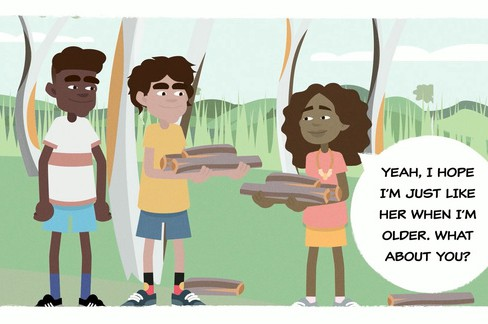 YEAH, I HOPE
I'M JUST LIKE
HER WHEN I'M
OLDER. WHAT
ABOUT YOU?